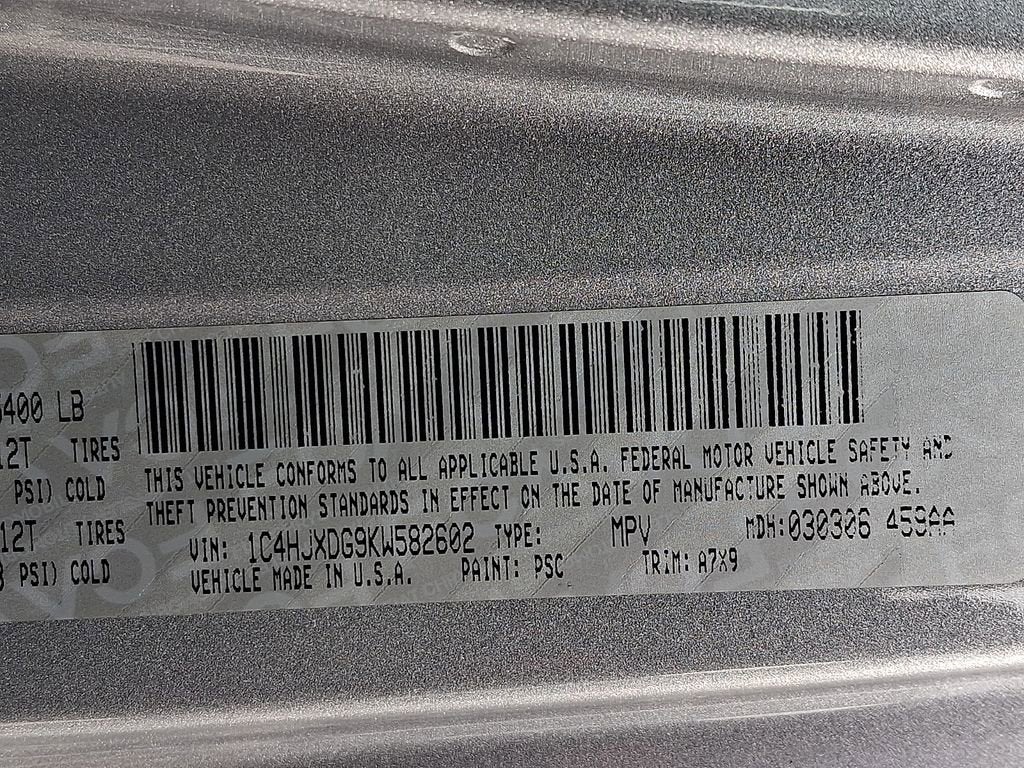 400 LB
12T TIRES
PSI) COLD
12T TIRES
PSI) COLD
THIS VEHICLE CONFORMS TO ALL APPLICABLE U.S.A. FEDERAL MOTOR VEHICLE SAFETY AND
THEFT PREVENTION STANDARDS IN EFFECT ON THE DATE OF MANUFACTURE SHOWN ABOVE.
VIN: 1C4HJXDG9KW582602 TYPE: MPV MDH:030306 459AA
VEHICLE MADE IN U.S.A. PAINT: PSC TRIM: A7X9